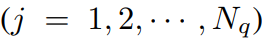 (j = 1, 2, ⋯ , N_q)